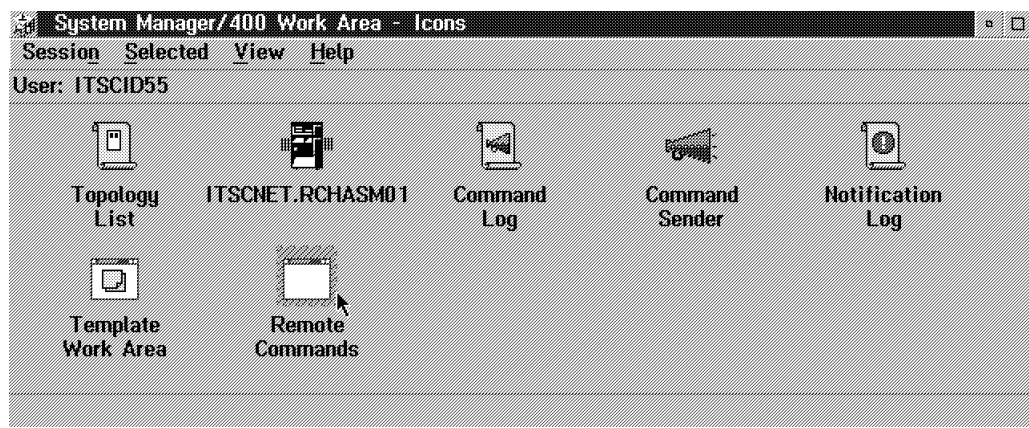 System Manager/400 Work Area - Icons
Session Selected View Help
User: ITSCID55
Topology
List
ITSCNET.RCHASM01
Command
Log
Command
Sender
Notification
Log
Template
Work Area
Remote
Commands